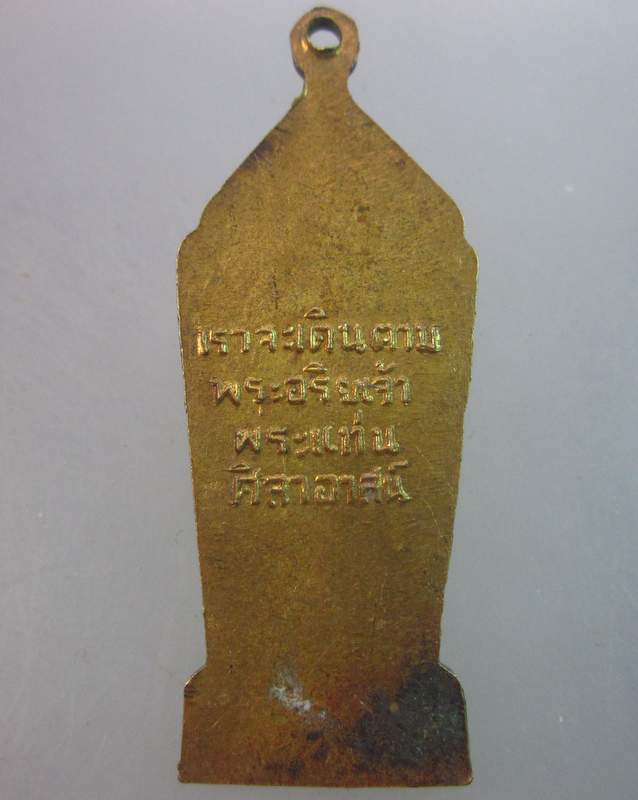 เราจะเดินตาม
พระอริยเจ้า
พระแท่น
ศิลาอาสน์